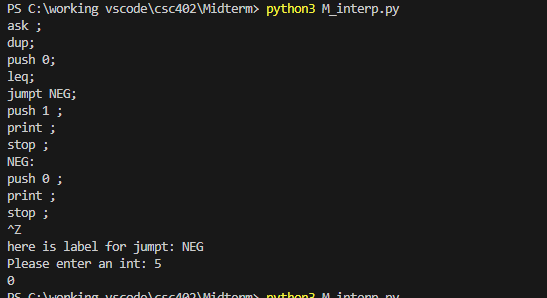 PS C:\working vscode\csc402\Midterm> python3 M_interp.py
ask ;
dup;
push 0;
leq;
jumpt NEG;
push 1 ;
print ;
stop ;
NEG:
push 0 ;
print ;
stop ;
^Z
here is label for jumpt: NEG
Please enter an int: 5
0
PS C:\working vscode\csc402\Midterm> python3 M_interp.py